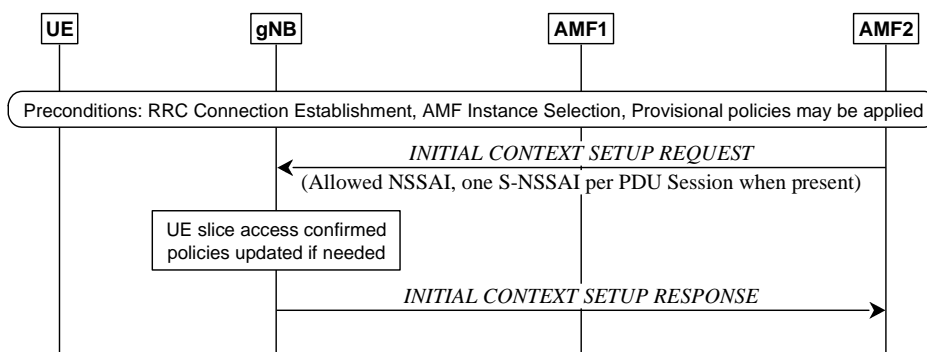 UE gNB AMF1 AMF2
Preconditions: RRC Connection Establishment, AMF Instance Selection, Provisional policies may be applied
INITIAL CONTEXT SETUP REQUEST
(Allowed NSSAI, one S-NSSAI per PDU Session when present)
UE slice access confirmed
policies updated if needed
INITIAL CONTEXT SETUP RESPONSE